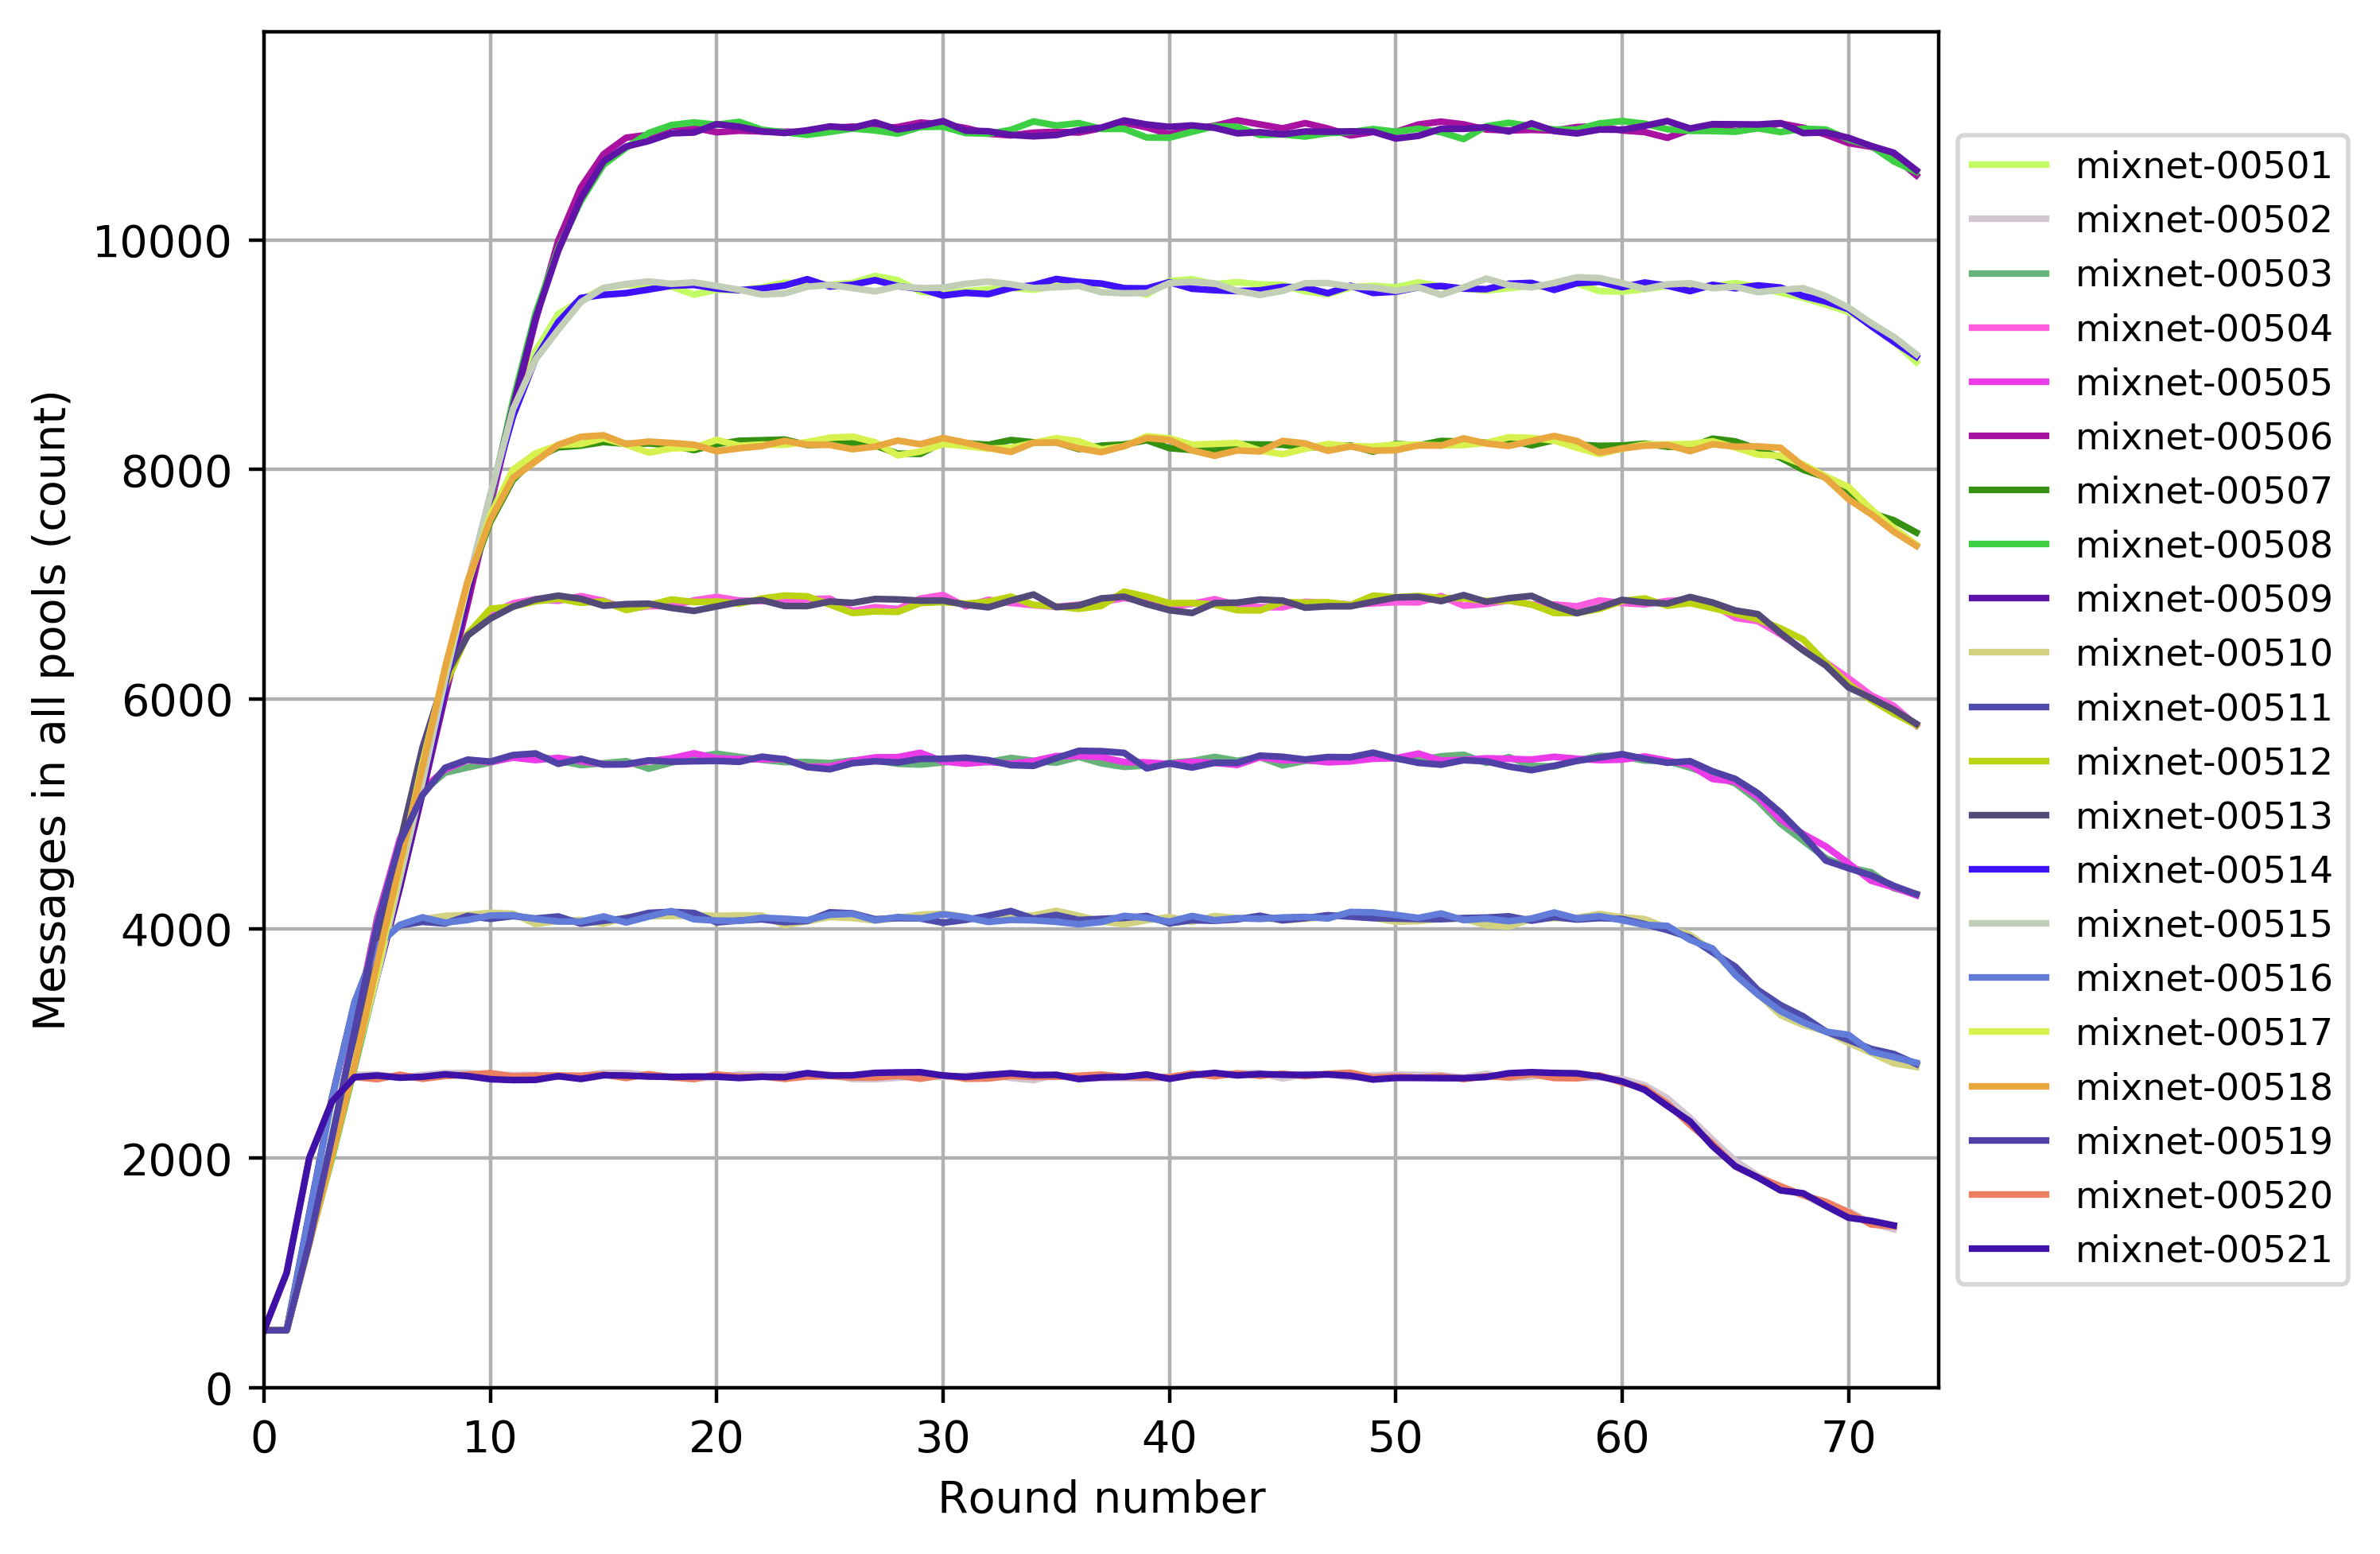 Messages in all pools (count)
10000
8000
6000
4000
2000
0
0 10 20 30 40 50 60 70
Round number
mixnet-00501
mixnet-00502
mixnet-00503
mixnet-00504
mixnet-00505
mixnet-00506
mixnet-00507
mixnet-00508
mixnet-00509
mixnet-00510
mixnet-00511
mixnet-00512
mixnet-00513
mixnet-00514
mixnet-00515
mixnet-00516
mixnet-00517
mixnet-00518
mixnet-00519
mixnet-00520
mixnet-00521